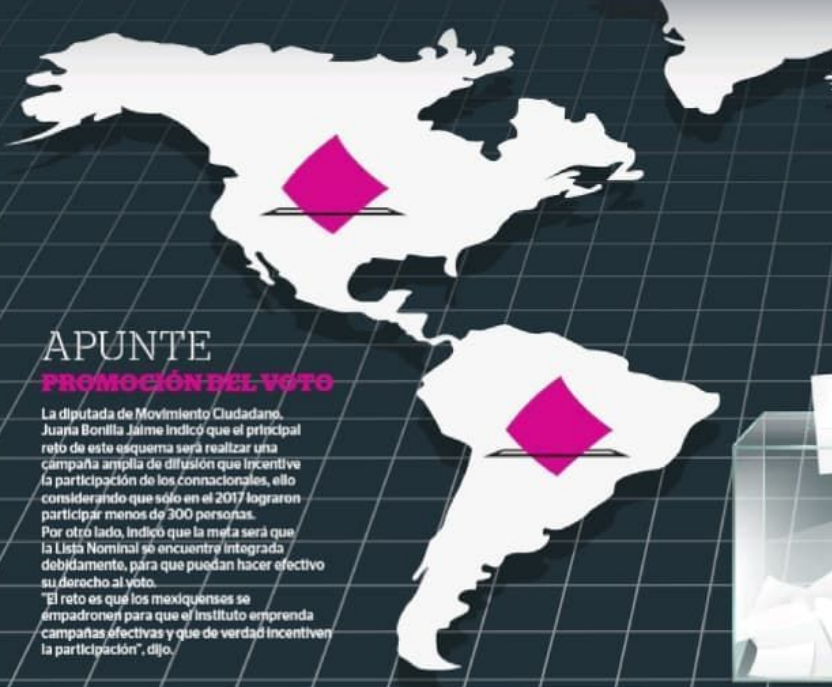 APUNTE
PROMOCIÓN DEL VOTO
La diputada de Movimiento Ciudadano,
Juana Bonilla Jaime indicó que el principal
reto de este esquema será realizar una
campaña amplia de difusión que incentive
la participación de los connacionales, ello
considerando que sólo en el 2017 lograron
participar menos de 300 personas.
Por otro lado, indicó que la meta será que
la Lista Nominal se encuentre integrada
debidamente, para que puedan hacer efectivo
su derecho al voto.
"El reto es que los mexiquenses se
empadronen para que el instituto emprenda
campañas efectivas y que de verdad incentiven
la participación", dijo.